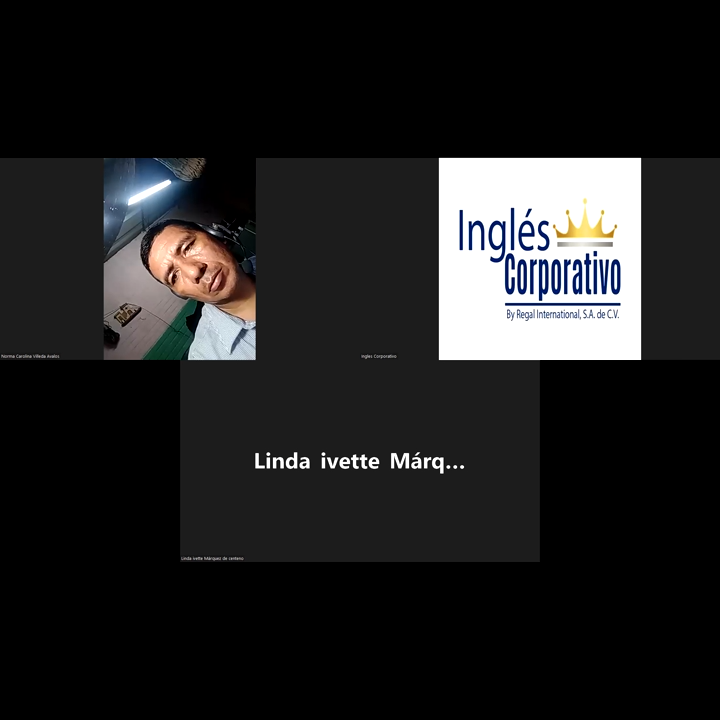 Inglés
Corporativo
By Regal International, S.A. de C.V.
Norma Carolina Villeda Avalos
Ingles Corporativo
Linda ivette Márq...
Linda ivette Márquez de centeno